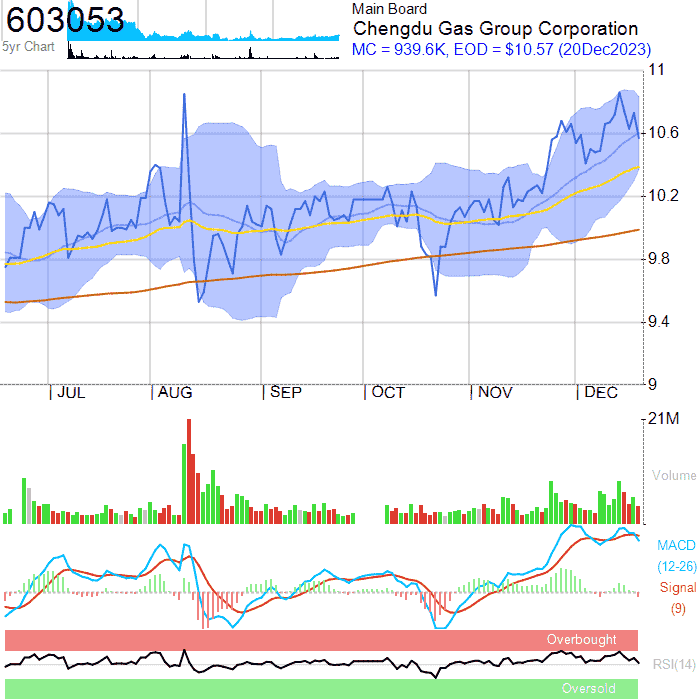 603053
5yr Chart
Main Board
Chengdu Gas Group Corporation
MC = 939.6K, EOD = $10.57 (20Dec2023)
11
10.6
10.2
9.8
9.4
9
JUL AUG SEP OCT NOV DEC
21M
Volume
MACD
(12-26)
Signal
(9)
Overbought
RSI(14)
Oversold